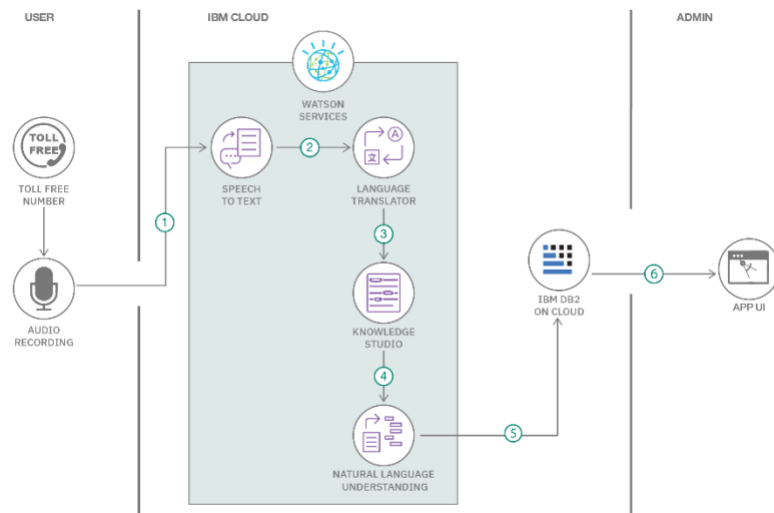 USER
IBM CLOUD
ADMIN
WATSON
SERVICES
TOLL
FREE
TOLL FREE
NUMBER
1
SPEECH
TO TEXT
2
A
文
LANGUAGE
TRANSLATOR
3
AUDIO
RECORDING
KNOWLEDGE
STUDIO
4
NATURAL LANGUAGE
UNDERSTANDING
5
IBM DB2
ON CLOUD
6
APP UI